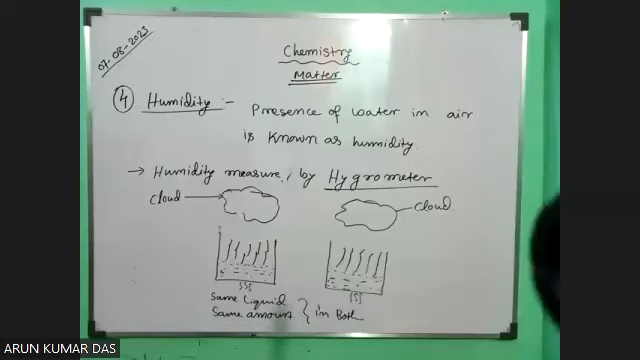 07-08-2023
Chemistry
Matter
4 Humidity :- Presence of water in air
is known as humidity.
→ Humidity measure, by Hygrometer
cloud
cloud.
Same Liquid
Same amount } in Both
ARUN KUMAR DAS